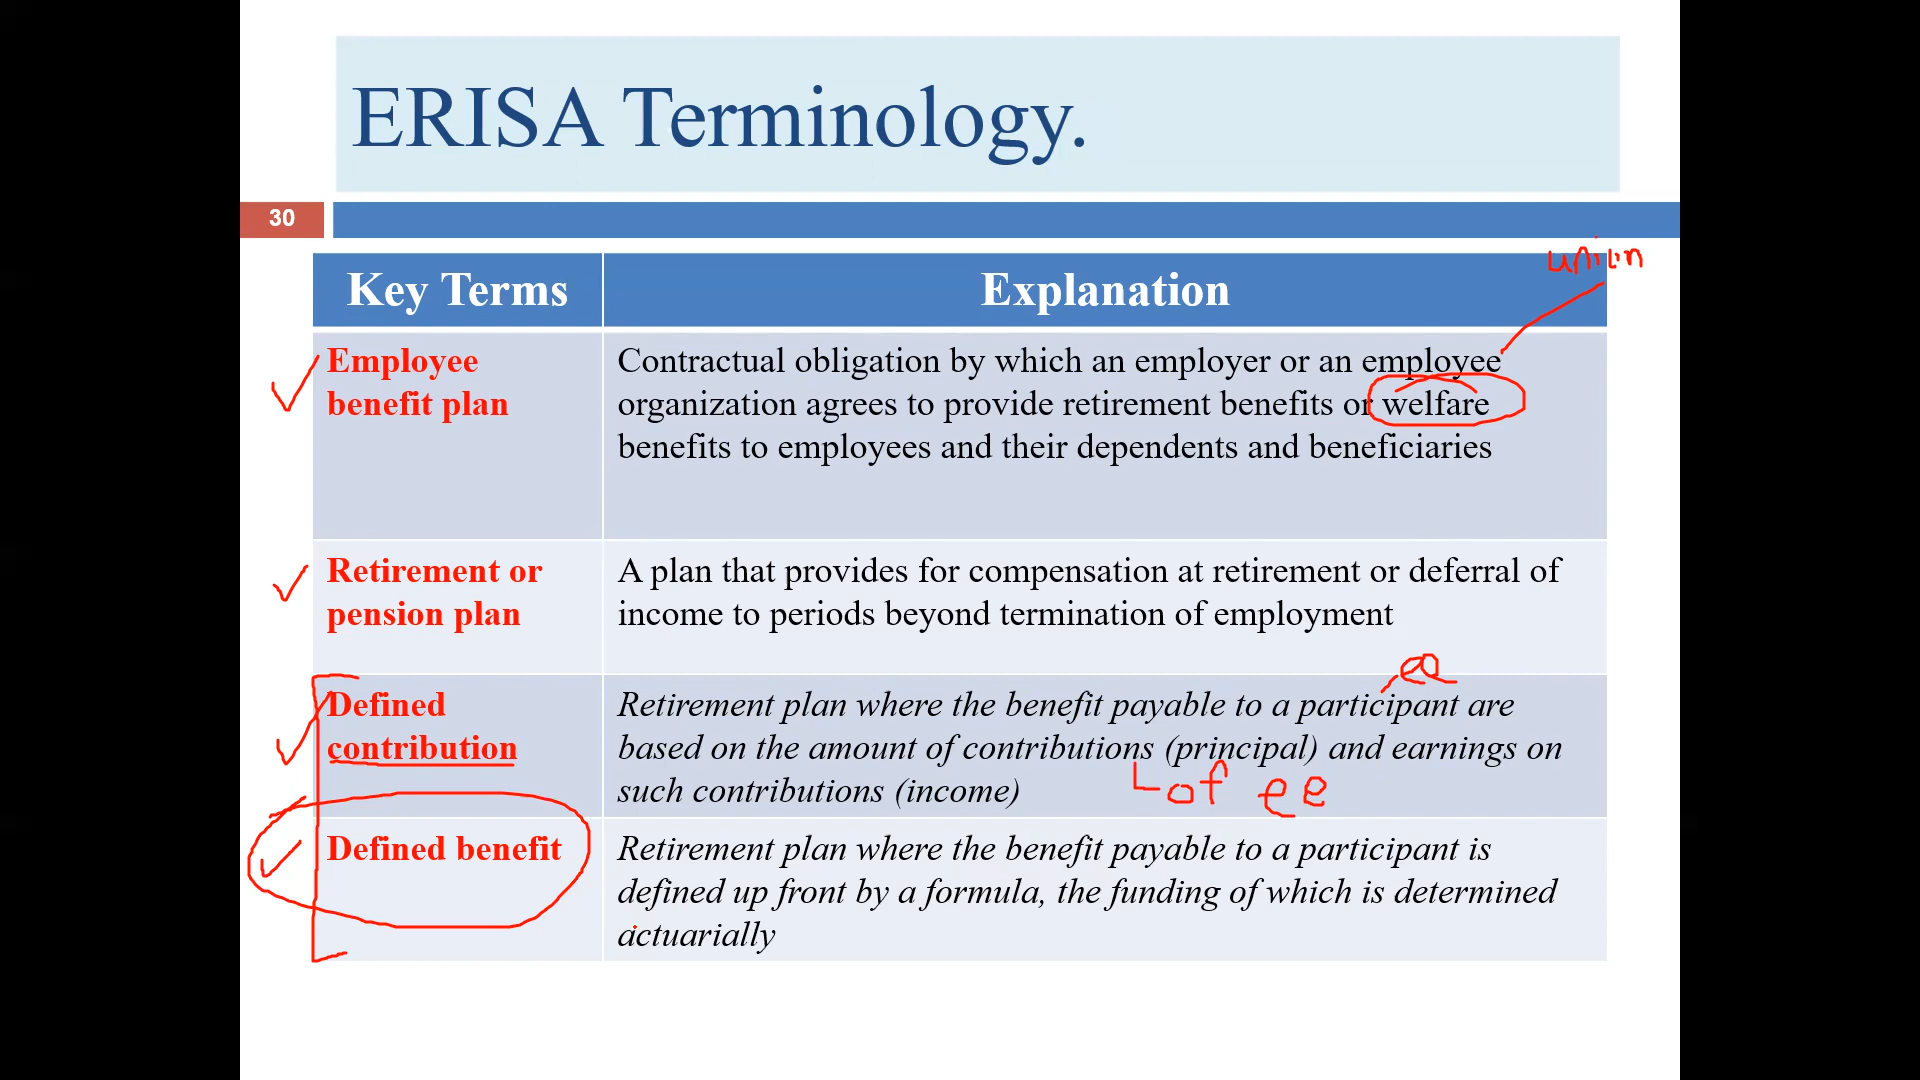 ERISA Terminology.
30
union
Key Terms
Explanation
Employee
benefit plan
Contractual obligation by which an employer or an employee
organization agrees to provide retirement benefits or welfare
benefits to employees and their dependents and beneficiaries
Retirement or
pension plan
A plan that provides for compensation at retirement or deferral of
income to periods beyond termination of employment
ee
Defined
contribution
Retirement plan where the benefit payable to a participant are
based on the amount of contributions (principal) and earnings on
such contributions (income)
of ee
Defined benefit
Retirement plan where the benefit payable to a participant is
defined up front by a formula, the funding of which is determined
actuarially